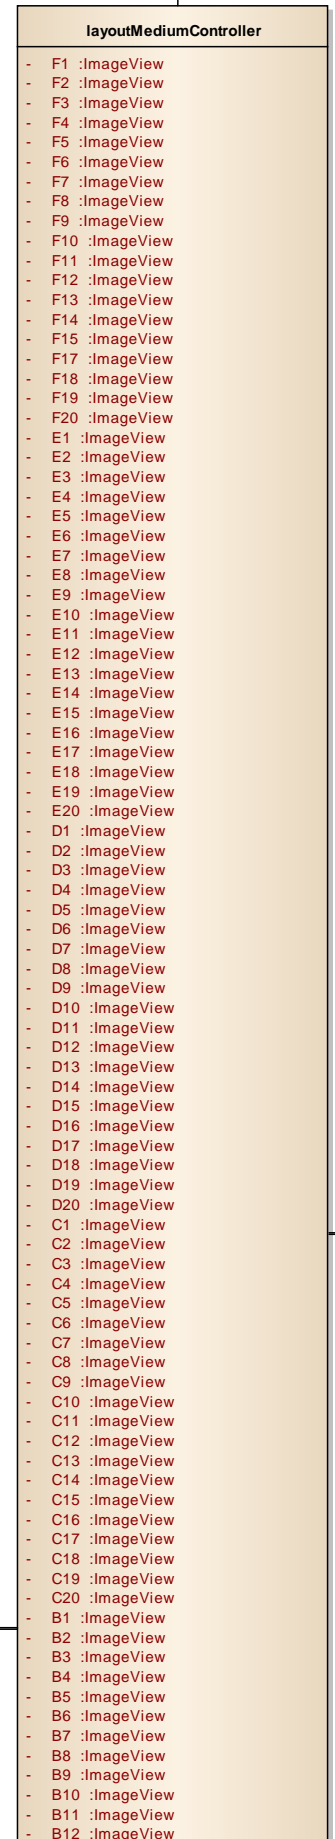 layoutMediumController
- F1 :ImageView
- F2 :ImageView
- F3 :ImageView
- F4 :ImageView
- F5 :ImageView
- F6 :ImageView
- F7 :ImageView
- F8 :ImageView
- F9 :ImageView
- F10 :ImageView
- F11 :ImageView
- F12 :ImageView
- F13 :ImageView
- F14 :ImageView
- F15 :ImageView
- F17 :ImageView
- F18 :ImageView
- F19 :ImageView
- F20 :ImageView
- E1 :ImageView
- E2 :ImageView
- E3 :ImageView
- E4 :ImageView
- E5 :ImageView
- E6 :ImageView
- E7 :ImageView
- E8 :ImageView
- E9 :ImageView
- E10 :ImageView
- E11 :ImageView
- E12 :ImageView
- E13 :ImageView
- E14 :ImageView
- E15 :ImageView
- E16 :ImageView
- E17 :ImageView
- E18 :ImageView
- E19 :ImageView
- E20 :ImageView
- D1 :ImageView
- D2 :ImageView
- D3 :ImageView
- D4 :ImageView
- D5 :ImageView
- D6 :ImageView
- D7 :ImageView
- D8 :ImageView
- D9 :ImageView
- D10 :ImageView
- D11 :ImageView
- D12 :ImageView
- D13 :ImageView
- D14 :ImageView
- D15 :ImageView
- D16 :ImageView
- D17 :ImageView
- D18 :ImageView
- D19 :ImageView
- D20 :ImageView
- C1 :ImageView
- C2 :ImageView
- C3 :ImageView
- C4 :ImageView
- C5 :ImageView
- C6 :ImageView
- C7 :ImageView
- C8 :ImageView
- C9 :ImageView
- C10 :ImageView
- C11 :ImageView
- C12 :ImageView
- C13 :ImageView
- C14 :ImageView
- C15 :ImageView
- C16 :ImageView
- C17 :ImageView
- C18 :ImageView
- C19 :ImageView
- C20 :ImageView
- B1 :ImageView
- B2 :ImageView
- B3 :ImageView
- B4 :ImageView
- B5 :ImageView
- B6 :ImageView
- B7 :ImageView
- B8 :ImageView
- B9 :ImageView
- B10 :ImageView
- B11 :ImageView
- B12 :ImageView